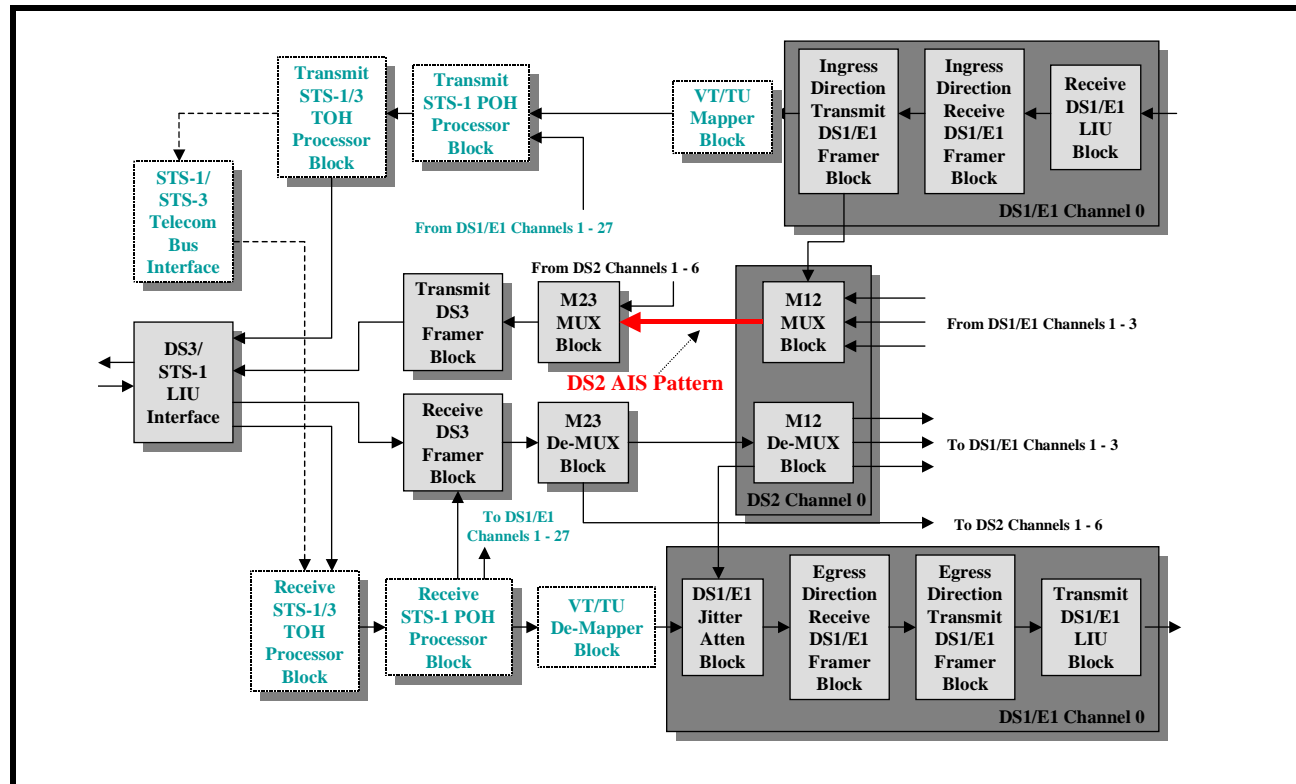 Transmit
STS-1/3
TOH
Processor
Block
Transmit
STS-1 POH
Processor
Block
VT/TU
Mapper
Block
Ingress
Direction
Transmit
DS1/E1
Framer
Block
Ingress
Direction
Receive
DS1/E1
Framer
Block
Receive
DS1/E1
LIU
Block
DS1/E1 Channel 0
STS-1/
STS-3
Telecom
Bus
Interface
From DS1/E1 Channels 1 - 27
From DS2 Channels 1 - 6
Transmit
DS3
Framer
Block
M23
MUX
Block
M12
MUX
Block
From DS1/E1 Channels 1 - 3
DS2 AIS Pattern
DS3/
STS-1
LIU
Interface
Receive
DS3
Framer
Block
M23
De-MUX
Block
M12
De-MUX
Block
To DS1/E1 Channels 1 - 3
DS2 Channel 0
To DS1/E1
Channels 1 - 27
To DS2 Channels 1 - 6
Receive
STS-1/3
TOH
Processor
Block
Receive
STS-1 POH
Processor
Block
VT/TU
De-Mapper
Block
DS1/E1
Jitter
Atten
Block
Egress
Direction
Receive
DS1/E1
Framer
Block
Egress
Direction
Transmit
DS1/E1
Framer
Block
Transmit
DS1/E1
LIU
Block
DS1/E1 Channel 0